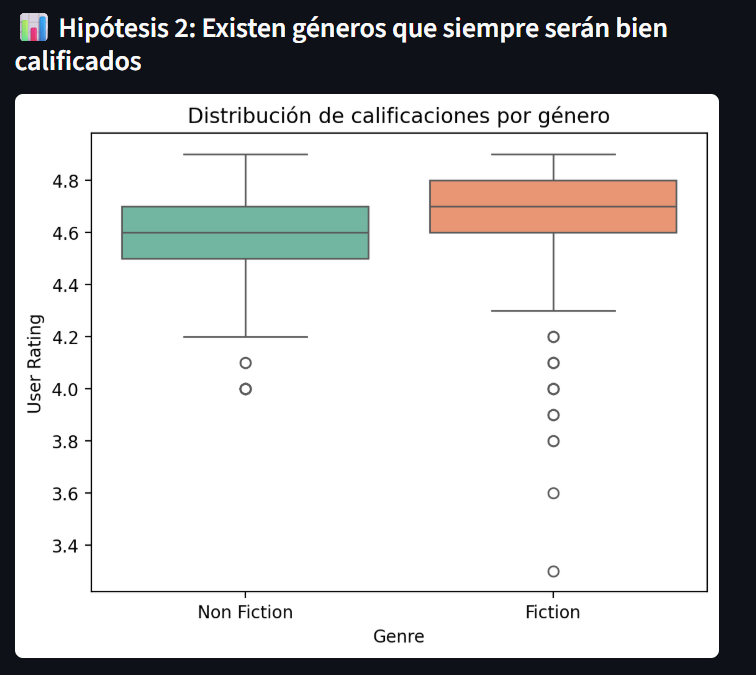 Hipótesis 2: Existen géneros que siempre serán bien
calificados
Distribución de calificaciones por género
4.8
4.6
4.4
4.2
4.0
3.8
3.6
3.4
User Rating
Non Fiction
Fiction
Genre